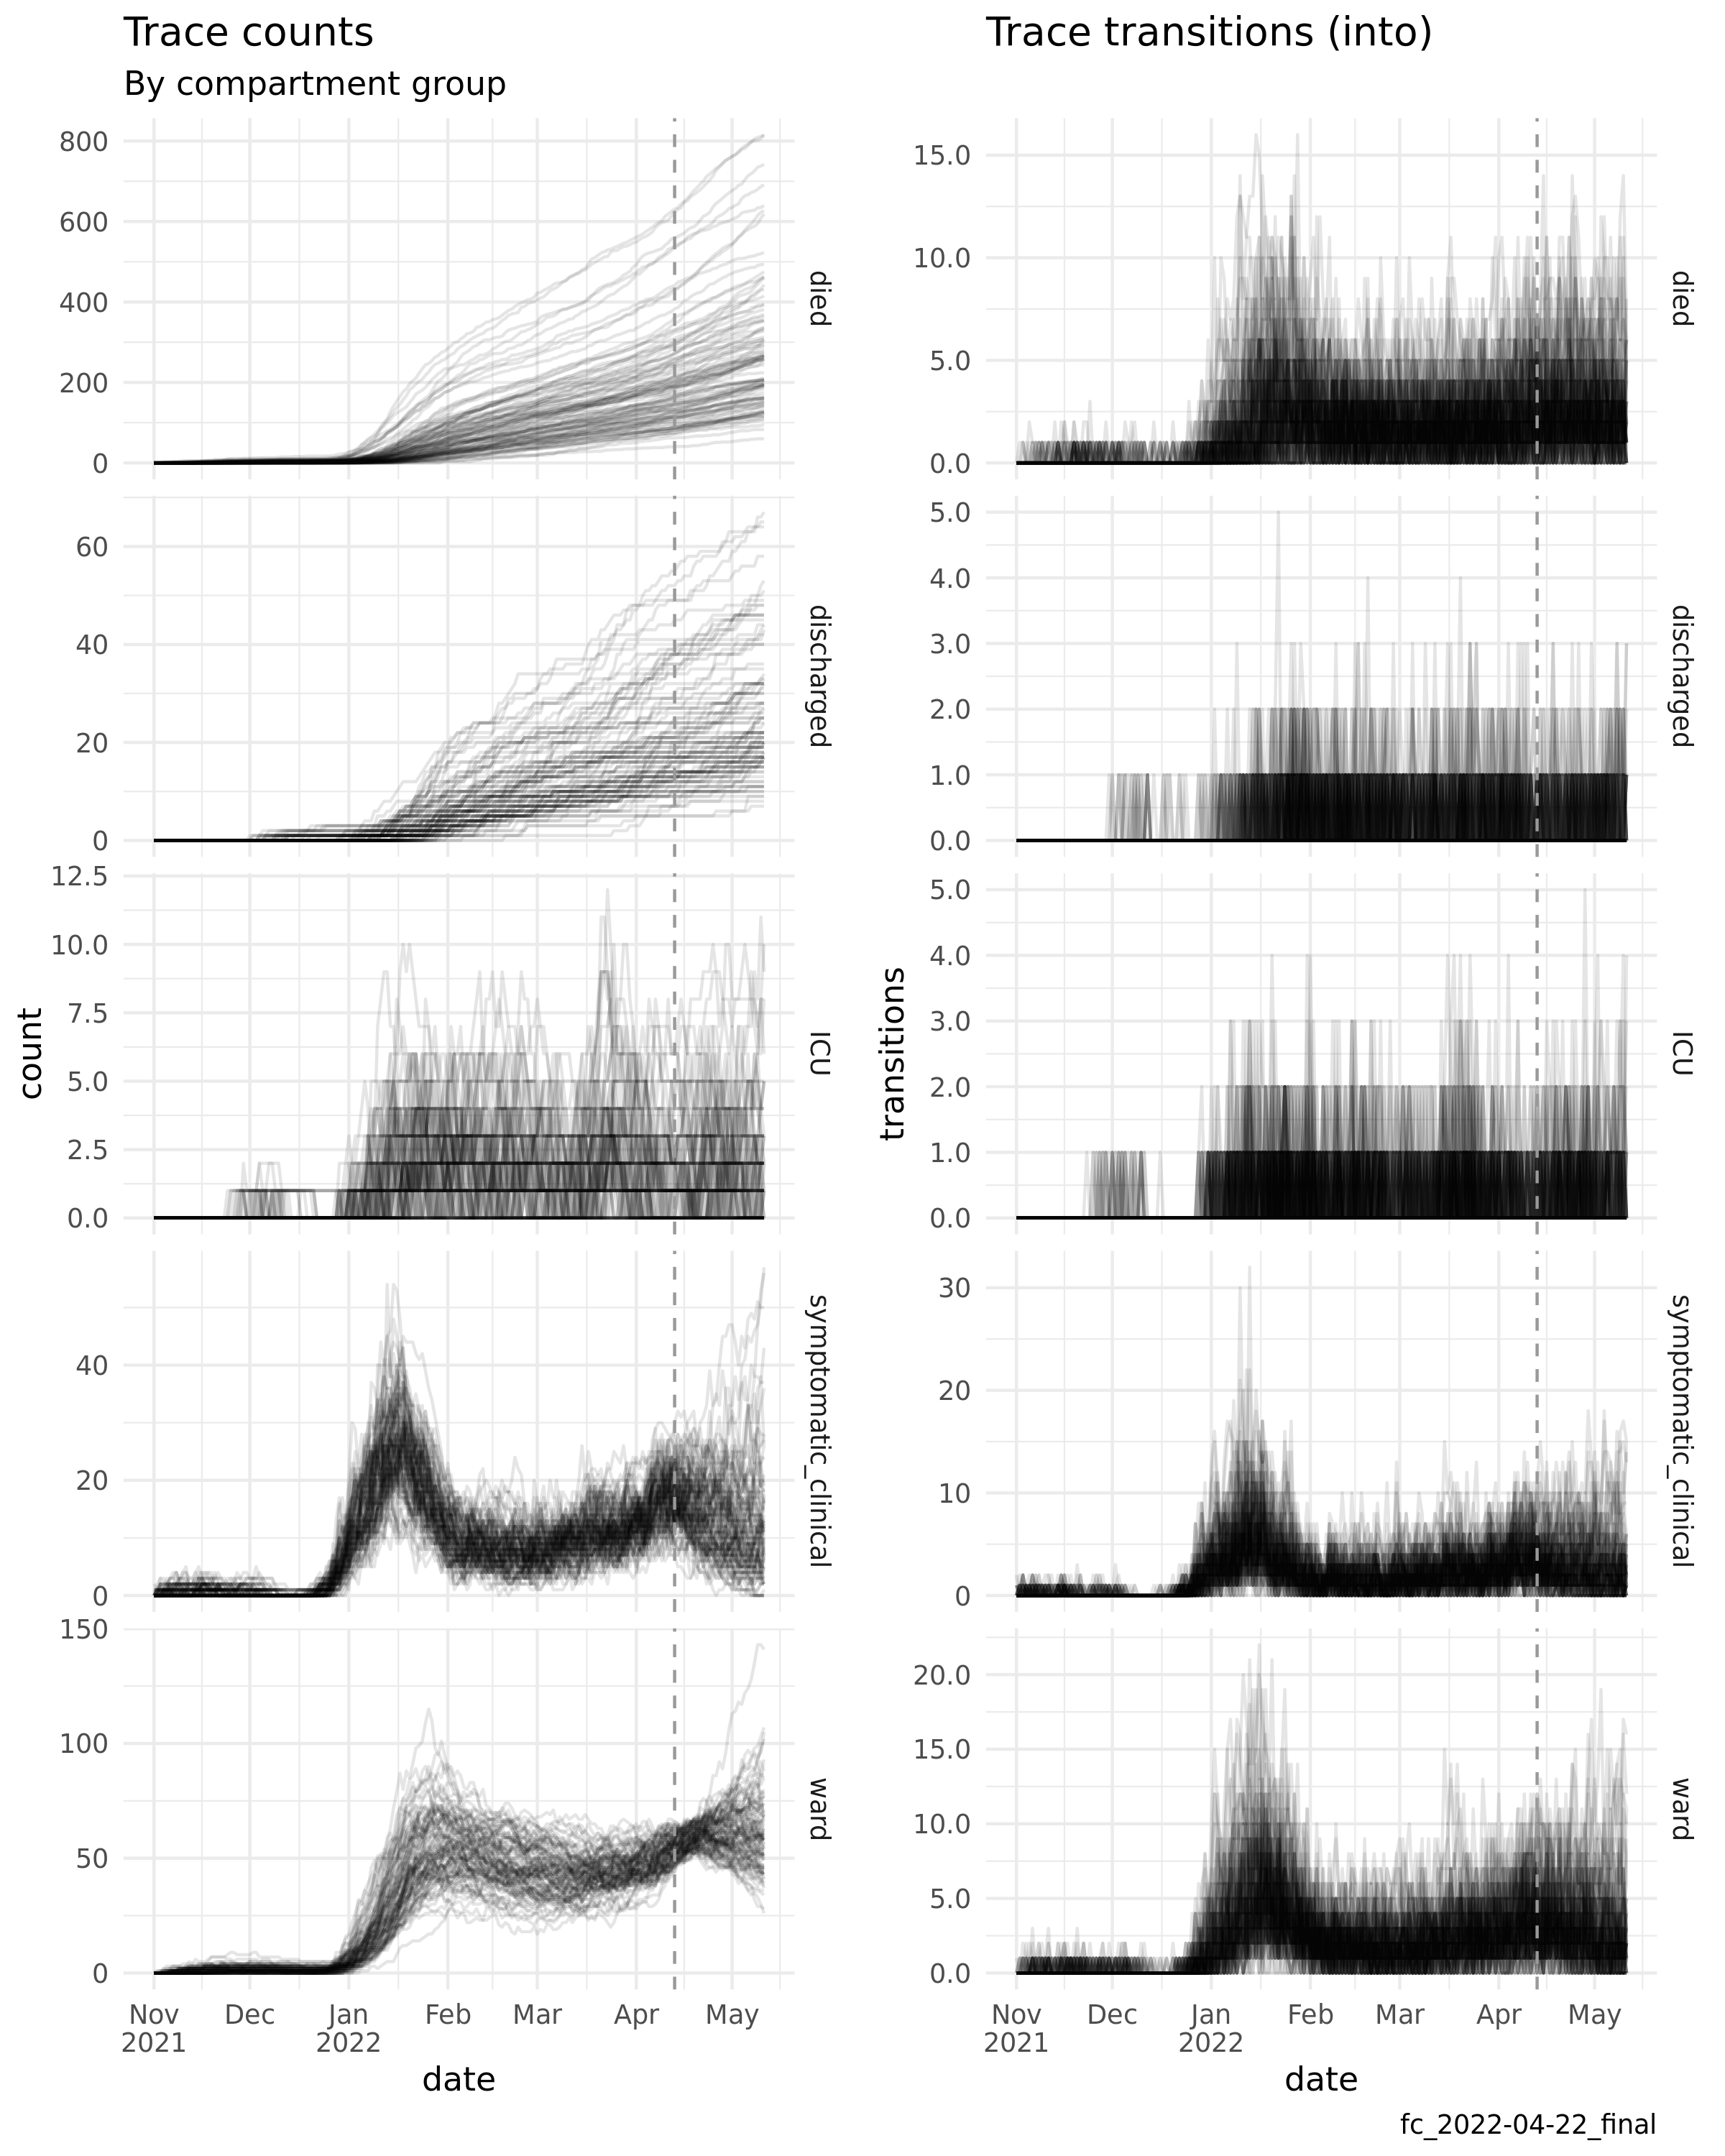 Trace counts
By compartment group
800
600
400
200
0
died
60
40
20
0
discharged
12.5
10.0
7.5
5.0
2.5
0.0
ICU
40
20
0
symptomatic_clinical
150
100
50
0
ward
count
Nov Dec Jan Feb Mar Apr May
2021 2022
date
Trace transitions (into)
15.0
10.0
5.0
0.0
died
5.0
4.0
3.0
2.0
1.0
0.0
discharged
5.0
4.0
3.0
2.0
1.0
0.0
ICU
30
20
10
0
symptomatic_clinical
20.0
15.0
10.0
5.0
0.0
ward
transitions
Nov Dec Jan Feb Mar Apr May
2021 2022
date
fc_2022-04-22_final